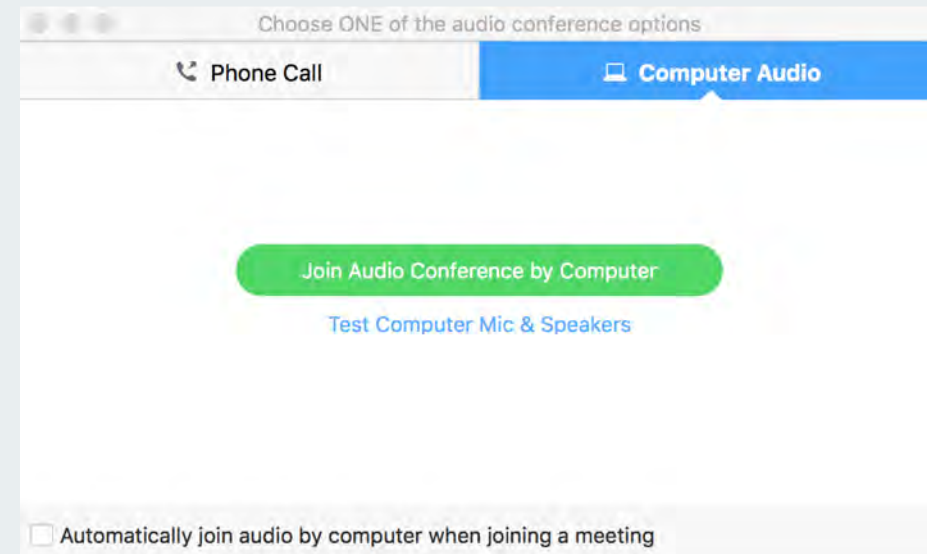 Choose ONE of the audio conference options
Phone Call
Computer Audio
Join Audio Conference by Computer
Test Computer Mic & Speakers
Automatically join audio by computer when joining a meeting